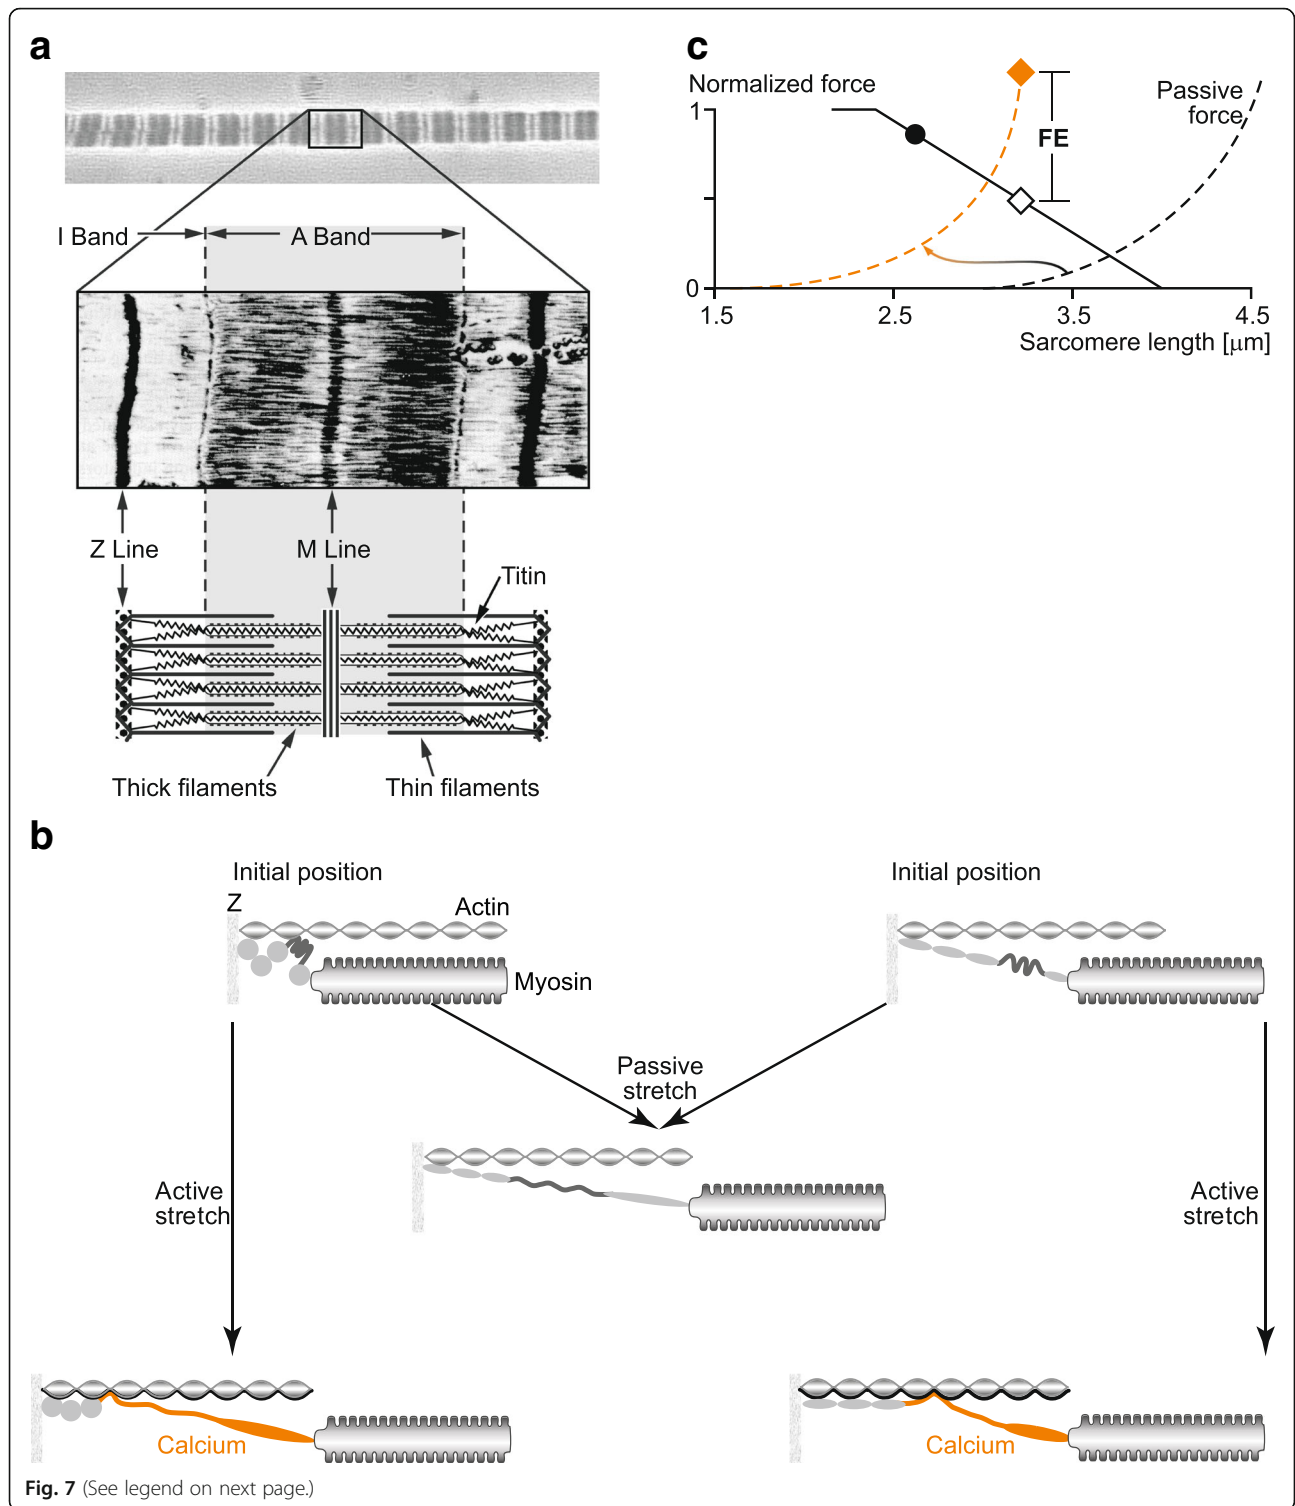 a
I Band
A Band
Z Line
M Line
Titin
Thick filaments
Thin filaments
c
Normalized force
1
0
FE
Passive
force
1.5
2.5
3.5
4.5
Sarcomere length [μm]
b
Initial position
Z
Actin
Myosin
Initial position
Passive
stretch
Active
stretch
Active
stretch
Calcium
Calcium
Fig. 7 (See legend on next page.)